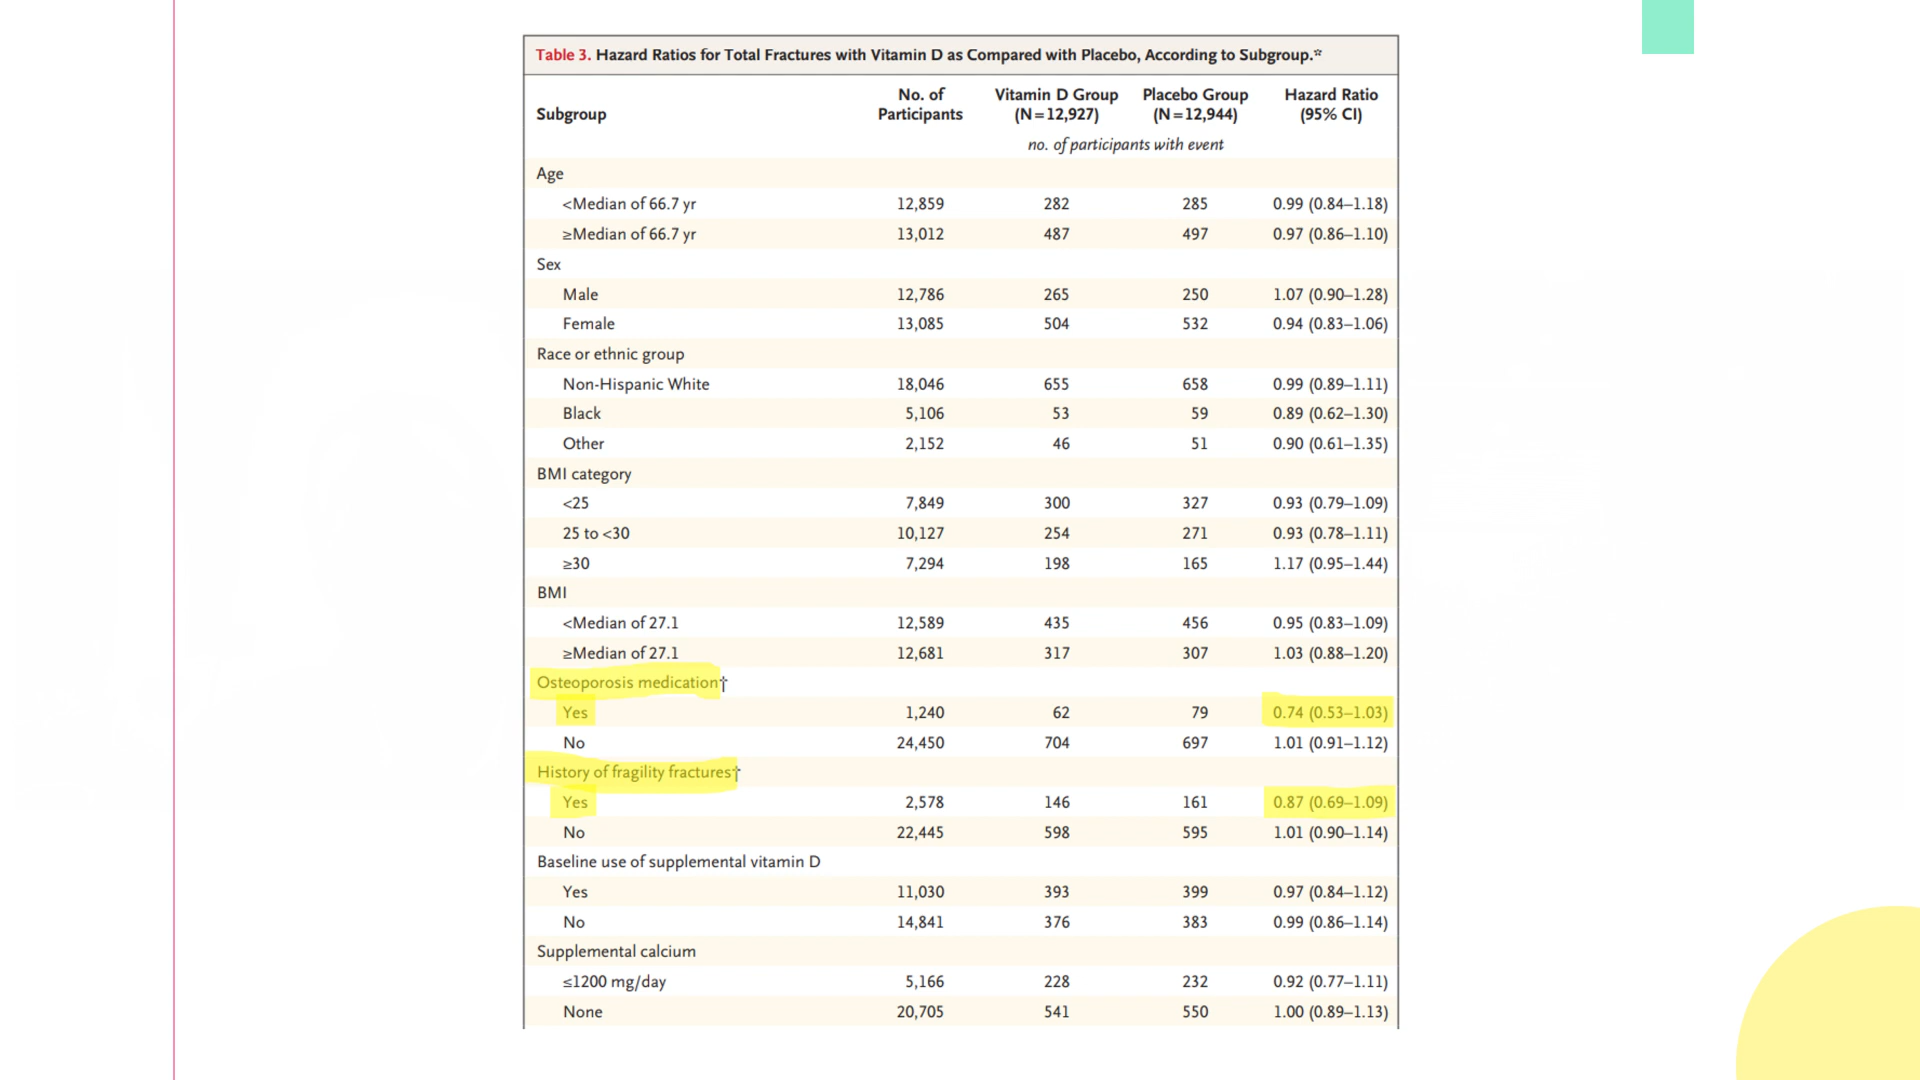 Table 3. Hazard Ratios for Total Fractures with Vitamin D as Compared with Placebo, According to Subgroup.*
Subgroup No. of Participants Vitamin D Group (N=12,927) Placebo Group (N=12,944) Hazard Ratio (95% CI)
no. of participants with event
Age
<Median of 66.7 yr 12,859 282 285 0.99 (0.84–1.18)
≥Median of 66.7 yr 13,012 487 497 0.97 (0.86–1.10)
Sex
Male 12,786 265 250 1.07 (0.90–1.28)
Female 13,085 504 532 0.94 (0.83–1.06)
Race or ethnic group
Non-Hispanic White 18,046 655 658 0.99 (0.89–1.11)
Black 5,106 53 59 0.89 (0.62–1.30)
Other 2,152 46 51 0.90 (0.61–1.35)
BMI category
<25 7,849 300 327 0.93 (0.79–1.09)
25 to <30 10,127 254 271 0.93 (0.78–1.11)
≥30 7,294 198 165 1.17 (0.95–1.44)
BMI
<Median of 27.1 12,589 435 456 0.95 (0.83–1.09)
≥Median of 27.1 12,681 317 307 1.03 (0.88–1.20)
Osteoporosis medication†
Yes 1,240 62 79 0.74 (0.53–1.03)
No 24,450 704 697 1.01 (0.91–1.12)
History of fragility fractures†
Yes 2,578 146 161 0.87 (0.69–1.09)
No 22,445 598 595 1.01 (0.90–1.14)
Baseline use of supplemental vitamin D
Yes 11,030 393 399 0.97 (0.84–1.12)
No 14,841 376 383 0.99 (0.86–1.14)
Supplemental calcium
≤1200 mg/day 5,166 228 232 0.92 (0.77–1.11)
None 20,705 541 550 1.00 (0.89–1.13)